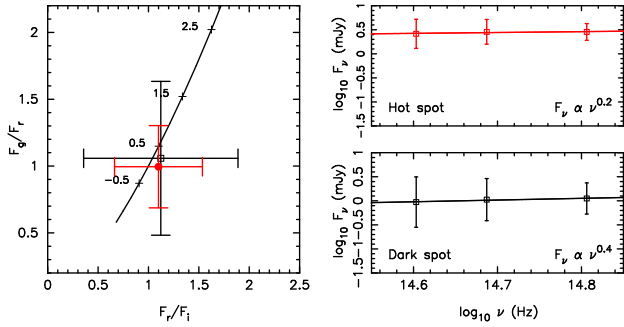 2
1.5
1
0.5
F_g/F_r
2.5
1.5
0.5
−0.5
0.5 1 1.5 2 2.5
F_r/F_i
log₁₀ F_ν (mJy)
1
0.5
0
−0.5
−1
−1.5
Hot spot F_ν α ν^0.2
log₁₀ F_ν (mJy)
1
0.5
0
−0.5
−1
−1.5
Dark spot F_ν α ν^0.4
14.6 14.7 14.8
log₁₀ ν (Hz)